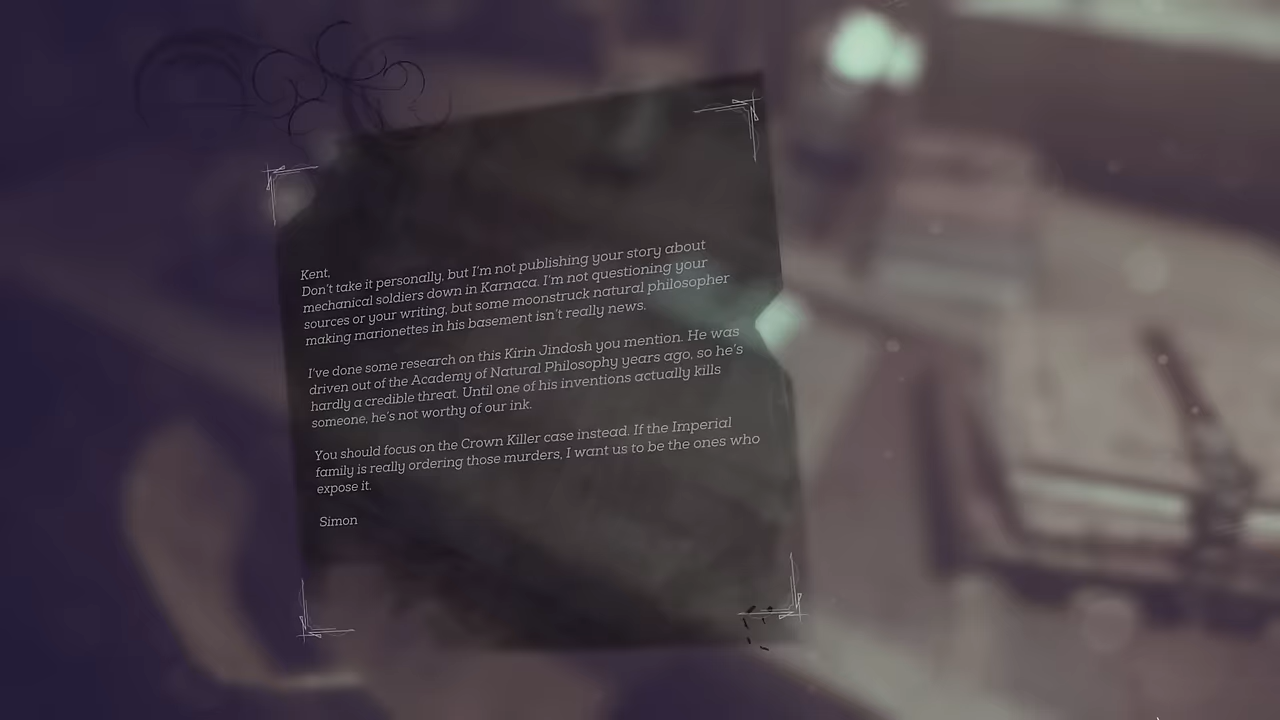 Kent,
Don't take it personally, but I'm not publishing your story about
mechanical soldiers down in Karnaca. I'm not questioning your
sources or your writing, but some moonstruck natural philosopher
making marionettes in his basement isn't really news.
I've done some research on this Kirin Jindosh you mention. He was
driven out of the Academy of Natural Philosophy years ago, so he's
hardly a credible threat. Until one of his inventions actually kills
someone, he's not worthy of our ink.
You should focus on the Crown Killer case instead. If the Imperial
family is really ordering those murders, I want us to be the ones who
expose it.
Simon